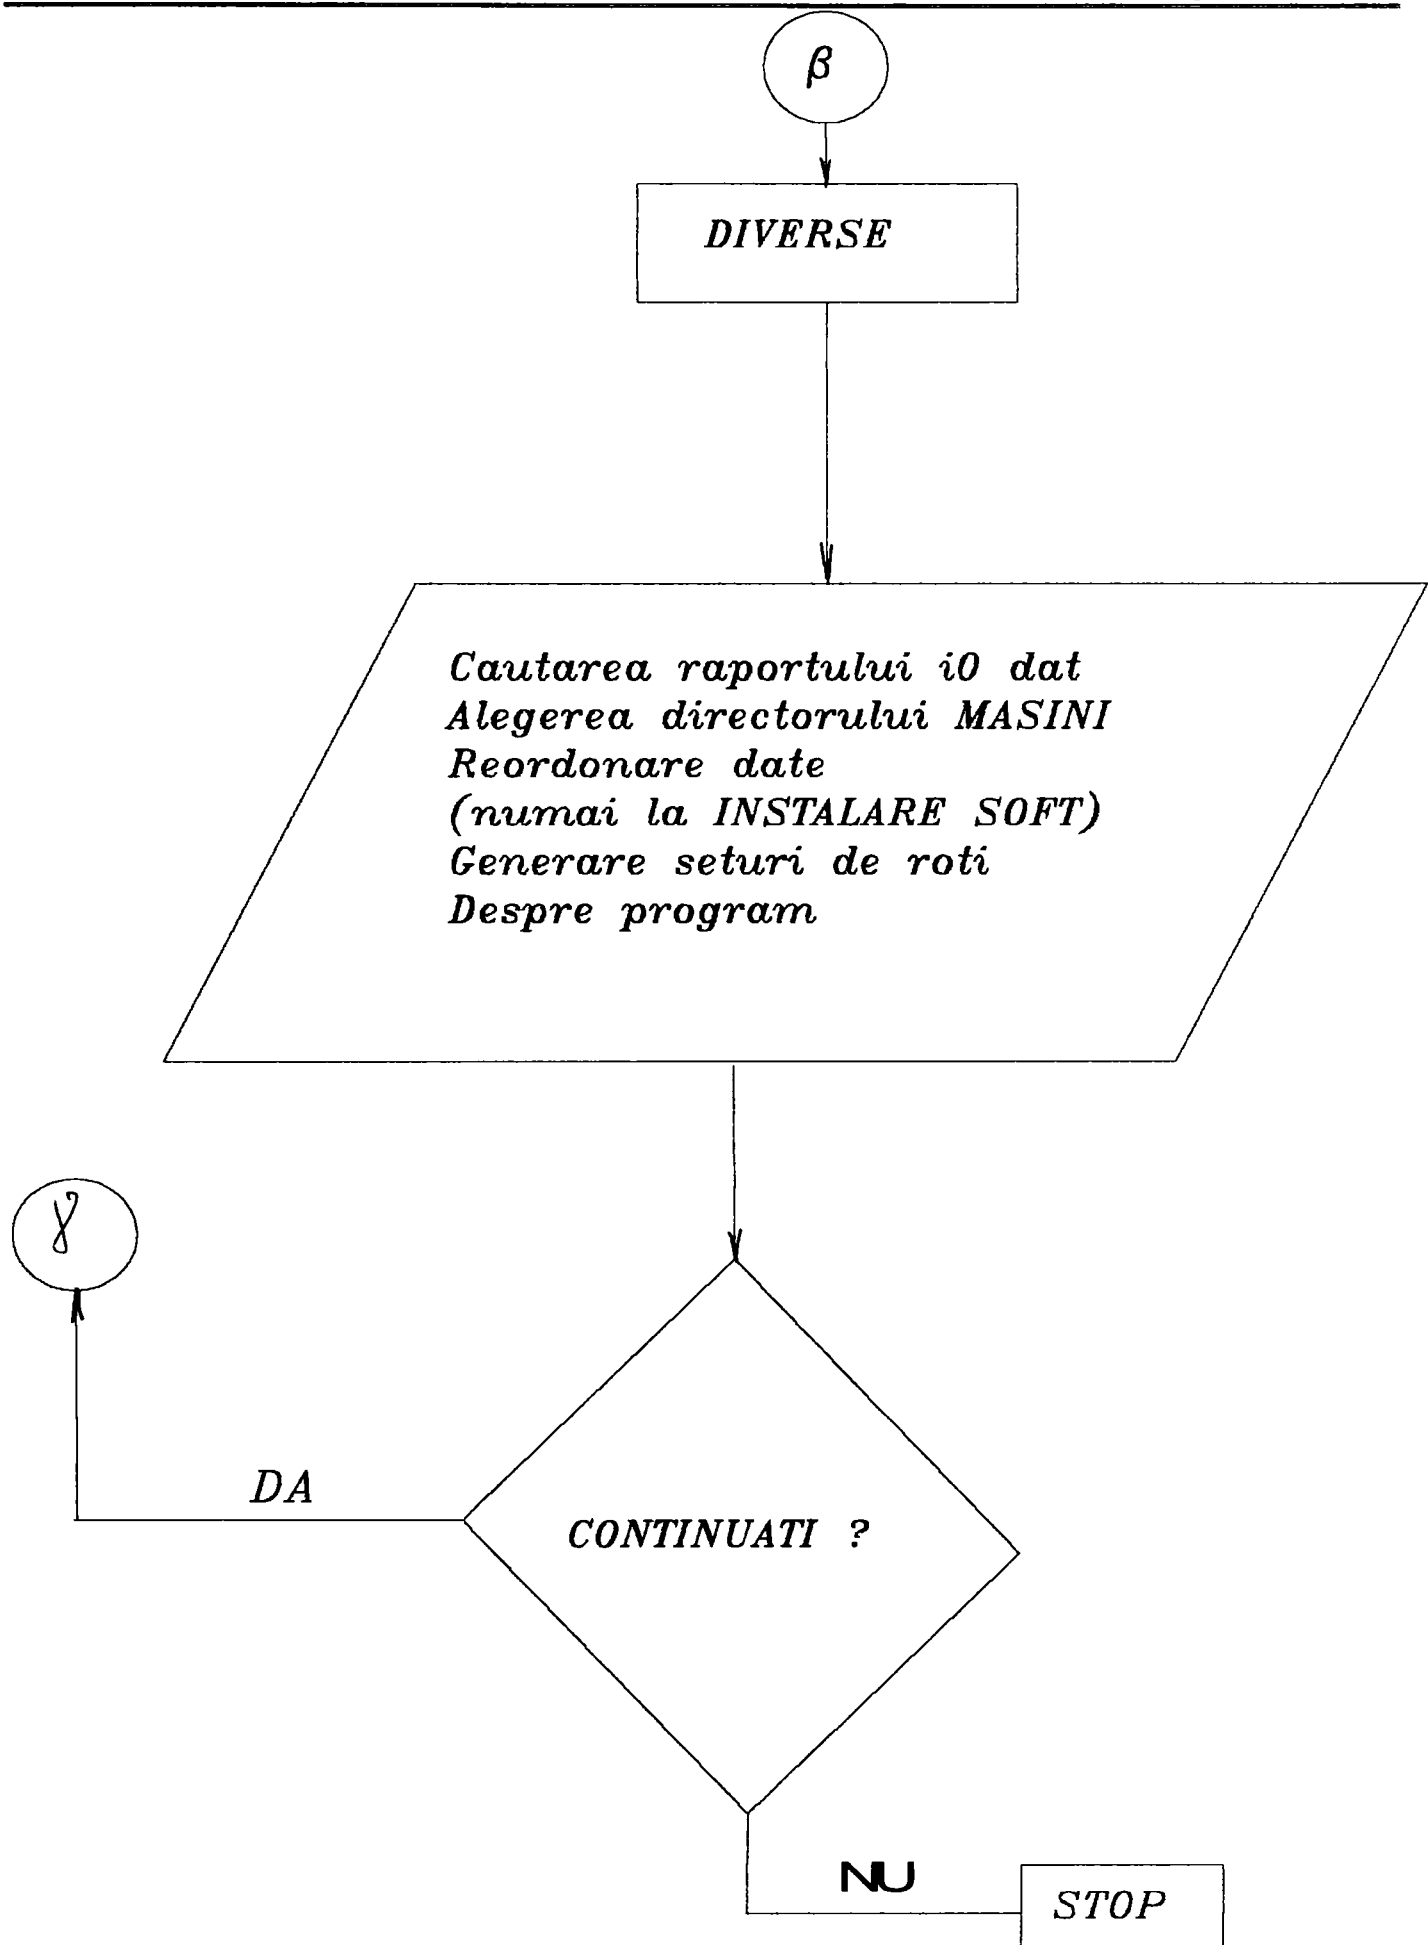 β
DIVERSE
Cautarea raportului i0 dat
Alegerea directorului MASINI
Reordonare date
(numai la INSTALARE SOFT)
Generare seturi de roti
Despre program
γ
DA
CONTINUATI ?
NU
STOP